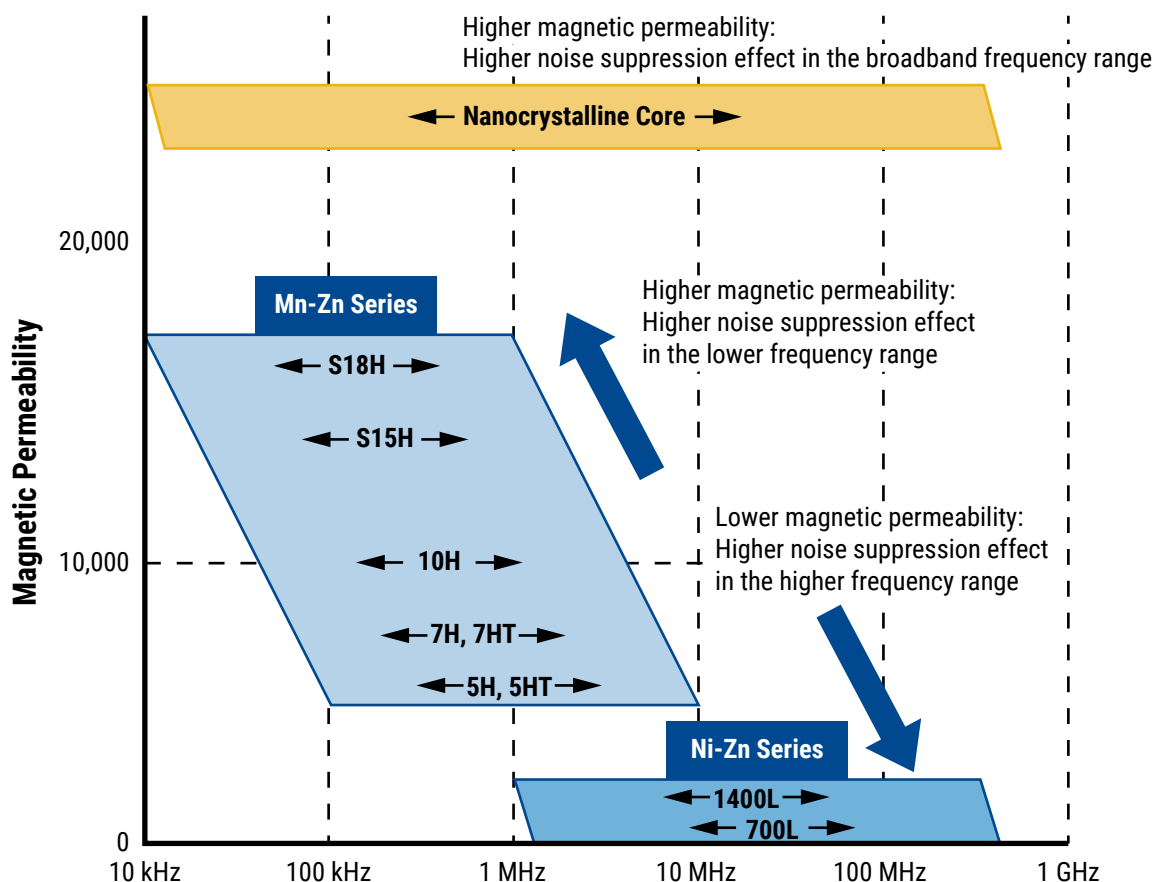 Higher magnetic permeability:
Higher noise suppression effect in the broadband frequency range
Nanocrystalline Core
20,000
Mn-Zn Series
Higher magnetic permeability:
Higher noise suppression effect
in the lower frequency range
S18H
S15H
Magnetic Permeability
Lower magnetic permeability:
Higher noise suppression effect
in the higher frequency range
10,000
10H
7H, 7HT
5H, 5HT
Ni-Zn Series
1400L
700L
0
10 kHz
100 kHz
1 MHz
10 MHz
100 MHz
1 GHz